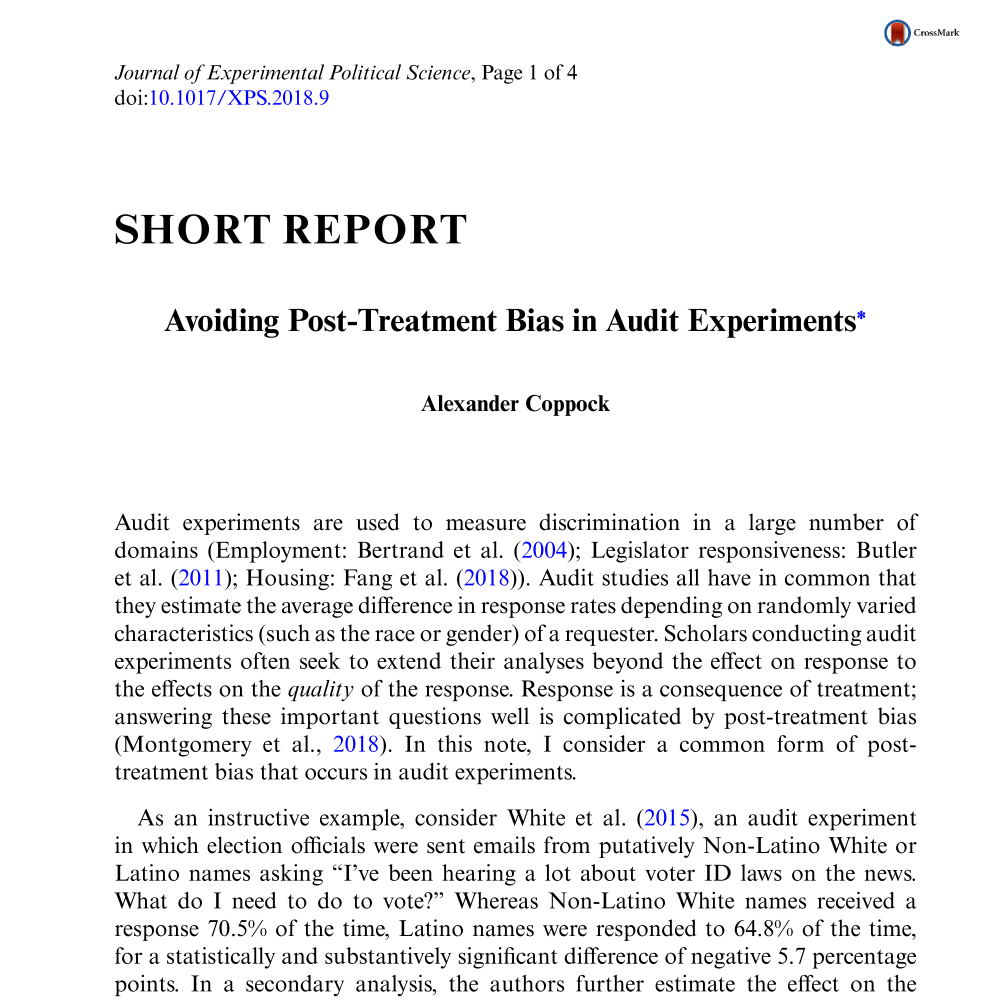 CrossMark
Journal of Experimental Political Science, Page 1 of 4
doi:10.1017/XPS.2018.9
SHORT REPORT
Avoiding Post-Treatment Bias in Audit Experiments*
Alexander Coppock
Audit experiments are used to measure discrimination in a large number of
domains (Employment: Bertrand et al. (2004); Legislator responsiveness: Butler
et al. (2011); Housing: Fang et al. (2018)). Audit studies all have in common that
they estimate the average difference in response rates depending on randomly varied
characteristics (such as the race or gender) of a requester. Scholars conducting audit
experiments often seek to extend their analyses beyond the effect on response to
the effects on the quality of the response. Response is a consequence of treatment;
answering these important questions well is complicated by post-treatment bias
(Montgomery et al., 2018). In this note, I consider a common form of post-
treatment bias that occurs in audit experiments.
As an instructive example, consider White et al. (2015), an audit experiment
in which election officials were sent emails from putatively Non-Latino White or
Latino names asking “I’ve been hearing a lot about voter ID laws on the news.
What do I need to do to vote?” Whereas Non-Latino White names received a
response 70.5% of the time, Latino names were responded to 64.8% of the time,
for a statistically and substantively significant difference of negative 5.7 percentage
points. In a secondary analysis, the authors further estimate the effect on the